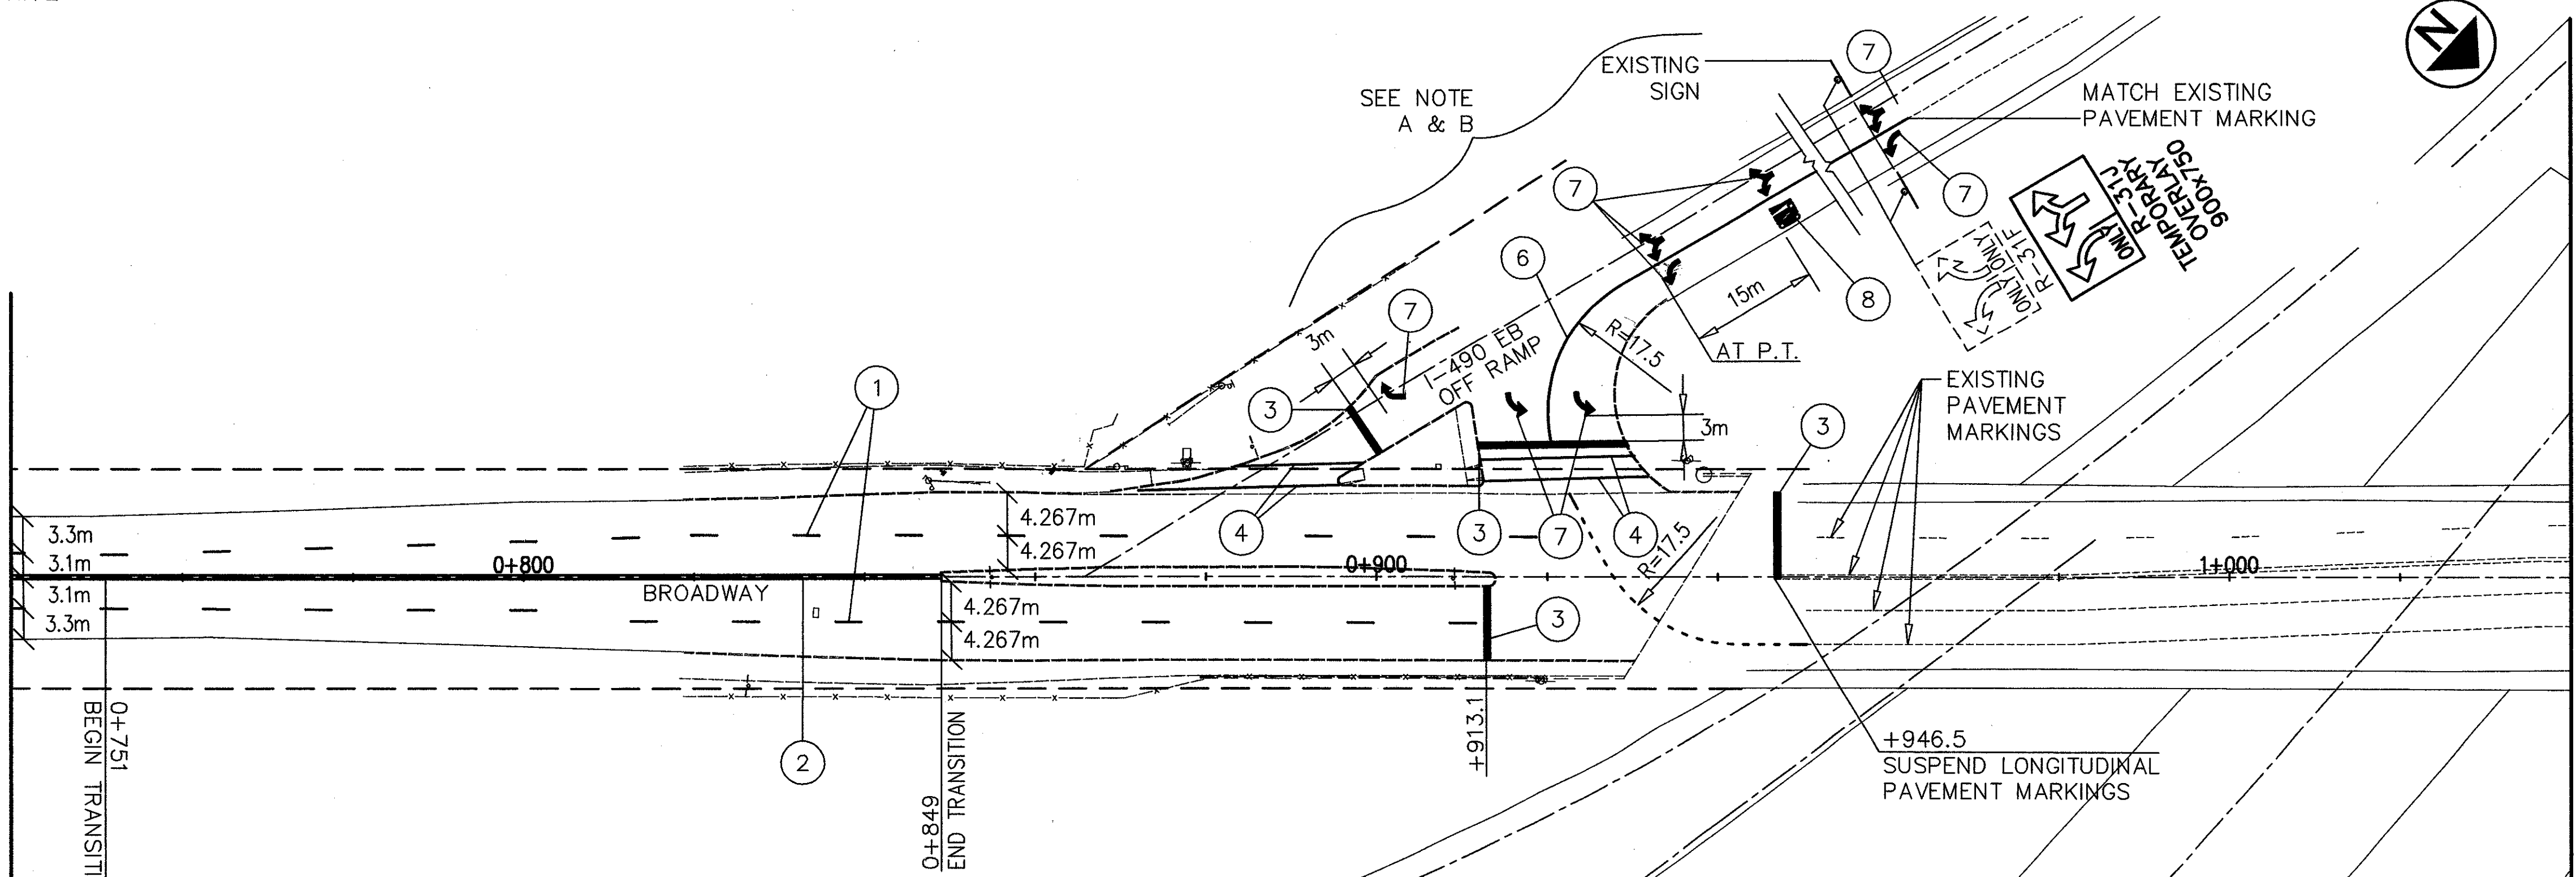 N
7
EXISTING
SIGN
SEE NOTE
A & B
MATCH EXISTING
PAVEMENT MARKING
7
7
ONLY
R-31J
TEMPORARY
OVERLAY
900x750
ONLY ONLY
R-31F
6
15m
8
7
3m
R=17.5
AT P.T.
I-490 EB
OFF RAMP
1
3
3m
EXISTING
PAVEMENT
MARKINGS
3
3.3m
3.1m
3.1m
3.3m
0+800
BROADWAY
4.267m
4.267m
4.267m
4.267m
4
0+900
3
7
4
R=17.5
1+000
3
0+751
BEGIN TRANSITI
2
0+849
END TRANSITION
+913.1
+946.5
SUSPEND LONGITUDINAL
PAVEMENT MARKINGS